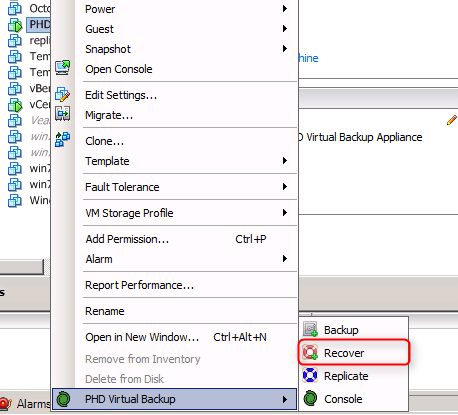 Octo
PHD
repli
Tem
Tem
vBer
vCer
Vea
win
win
win7
win7
Wind
s
Alarms
Power
Guest
Snapshot
Open Console
Edit Settings...
Migrate...
Clone...
Template
Fault Tolerance
VM Storage Profile
Add Permission... Ctrl+P
Alarm
Report Performance...
Rename
Open in New Window... Ctrl+Alt+N
Remove from Inventory
Delete from Disk
PHD Virtual Backup
Backup
Recover
Replicate
Console
hine
D Virtual Backup Appliance